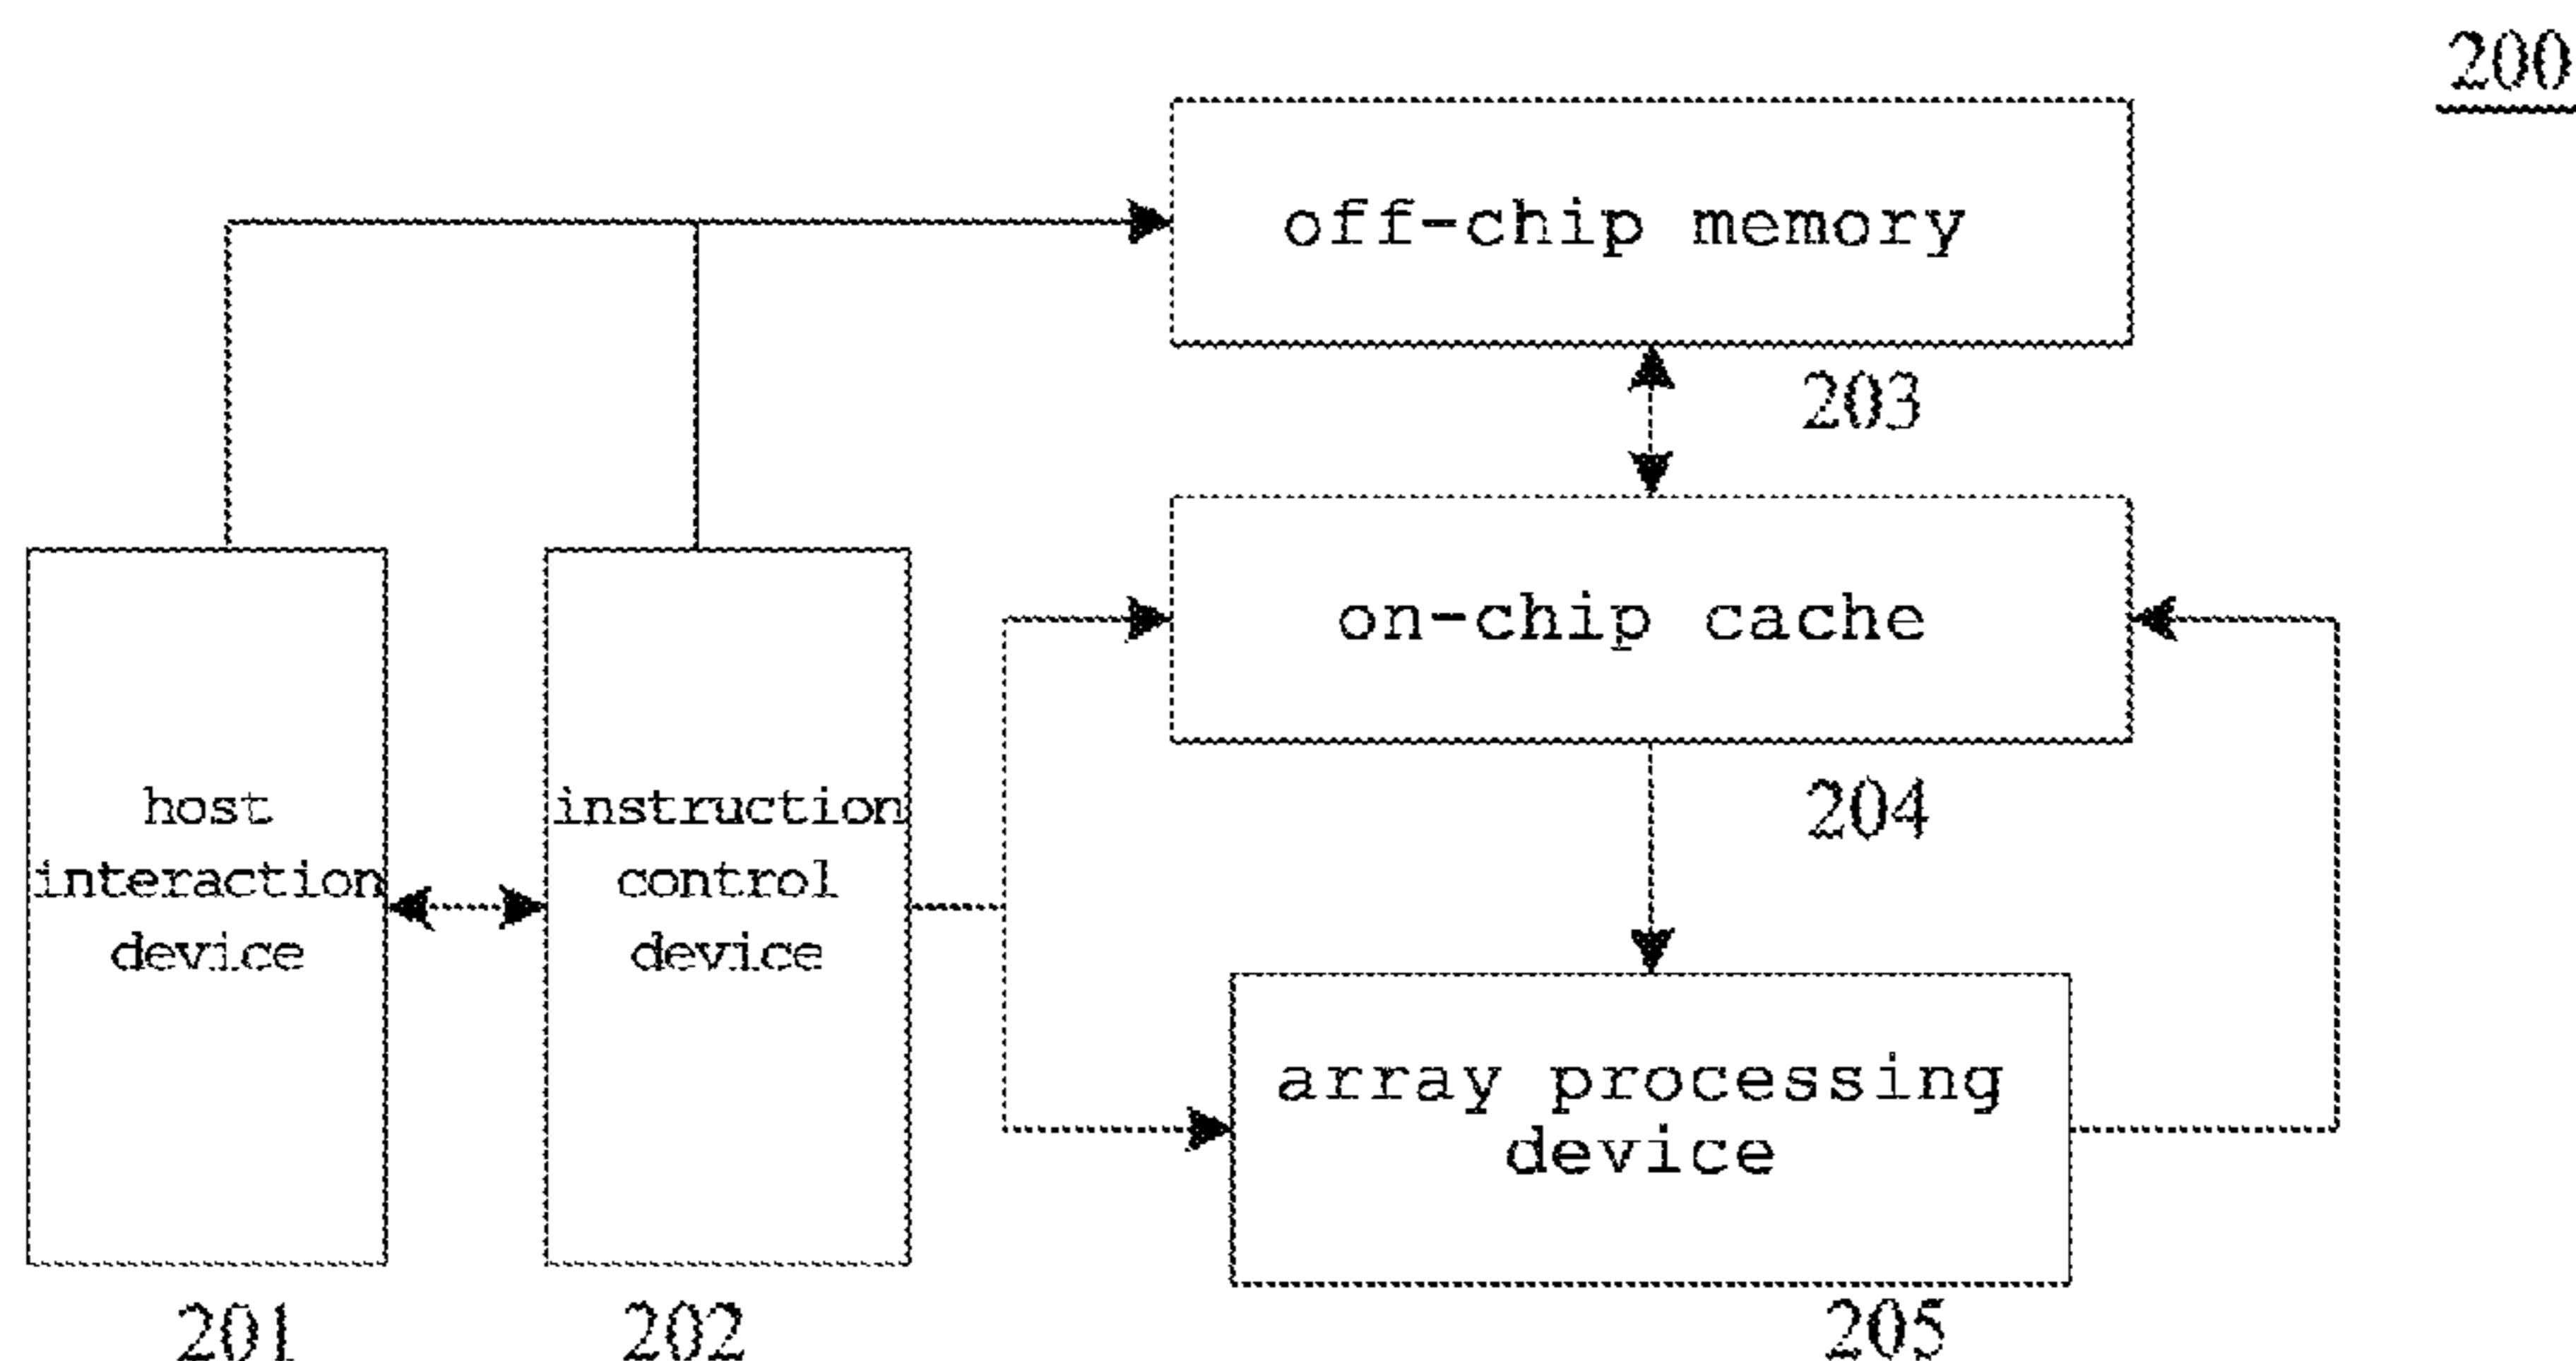 200
off-chip memory
203
on-chip cache
204
host
interaction
device
201
instruction
control
device
202
array processing
device
205